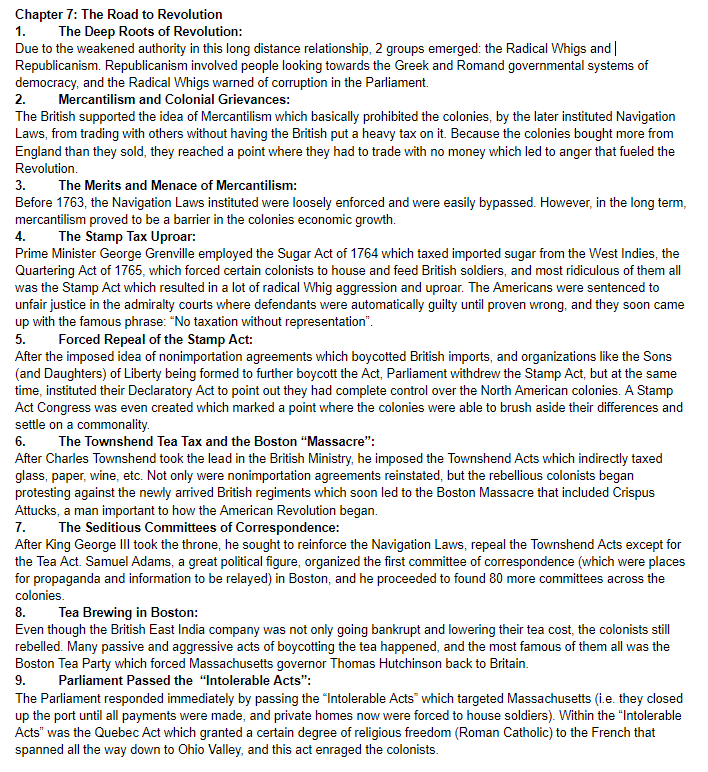 Chapter 7: The Road to Revolution
1. The Deep Roots of Revolution:
Due to the weakened authority in this long distance relationship, 2 groups emerged: the Radical Whigs and
Republicanism. Republicanism involved people looking towards the Greek and Romand governmental systems of
democracy, and the Radical Whigs warned of corruption in the Parliament.
2. Mercantilism and Colonial Grievances:
The British supported the idea of Mercantilism which basically prohibited the colonies, by the later instituted Navigation
Laws, from trading with others without having the British put a heavy tax on it. Because the colonies bought more from
England than they sold, they reached a point where they had to trade with no money which led to anger that fueled the
Revolution.
3. The Merits and Menace of Mercantilism:
Before 1763, the Navigation Laws instituted were loosely enforced and were easily bypassed. However, in the long term,
mercantilism proved to be a barrier in the colonies economic growth.
4. The Stamp Tax Uproar:
Prime Minister George Grenville employed the Sugar Act of 1764 which taxed imported sugar from the West Indies, the
Quartering Act of 1765, which forced certain colonists to house and feed British soldiers, and most ridiculous of them all
was the Stamp Act which resulted in a lot of radical Whig aggression and uproar. The Americans were sentenced to
unfair justice in the admiralty courts where defendants were automatically guilty until proven wrong, and they soon came
up with the famous phrase: “No taxation without representation”.
5. Forced Repeal of the Stamp Act:
After the imposed idea of nonimportation agreements which boycotted British imports, and organizations like the Sons
(and Daughters) of Liberty being formed to further boycott the Act, Parliament withdrew the Stamp Act, but at the same
time, instituted their Declaratory Act to point out they had complete control over the North American colonies. A Stamp
Act Congress was even created which marked a point where the colonies were able to brush aside their differences and
settle on a commonality.
6. The Townshend Tea Tax and the Boston “Massacre”:
After Charles Townshend took the lead in the British Ministry, he imposed the Townshend Acts which indirectly taxed
glass, paper, wine, etc. Not only were nonimportation agreements reinstated, but the rebellious colonists began
protesting against the newly arrived British regiments which soon led to the Boston Massacre that included Crispus
Attucks, a man important to how the American Revolution began.
7. The Seditious Committees of Correspondence:
After King George III took the throne, he sought to reinforce the Navigation Laws, repeal the Townshend Acts except for
the Tea Act. Samuel Adams, a great political figure, organized the first committee of correspondence (which were places
for propaganda and information to be relayed) in Boston, and he proceeded to found 80 more committees across the
colonies.
8. Tea Brewing in Boston:
Even though the British East India company was not only going bankrupt and lowering their tea cost, the colonists still
rebelled. Many passive and aggressive acts of boycotting the tea happened, and the most famous of them all was the
Boston Tea Party which forced Massachusetts governor Thomas Hutchinson back to Britain.
9. Parliament Passed the “Intolerable Acts”:
The Parliament responded immediately by passing the “Intolerable Acts” which targeted Massachusetts (i.e. they closed
up the port until all payments were made, and private homes now were forced to house soldiers). Within the “Intolerable
Acts” was the Quebec Act which granted a certain degree of religious freedom (Roman Catholic) to the French that
spanned all the way down to Ohio Valley, and this act enraged the colonists.